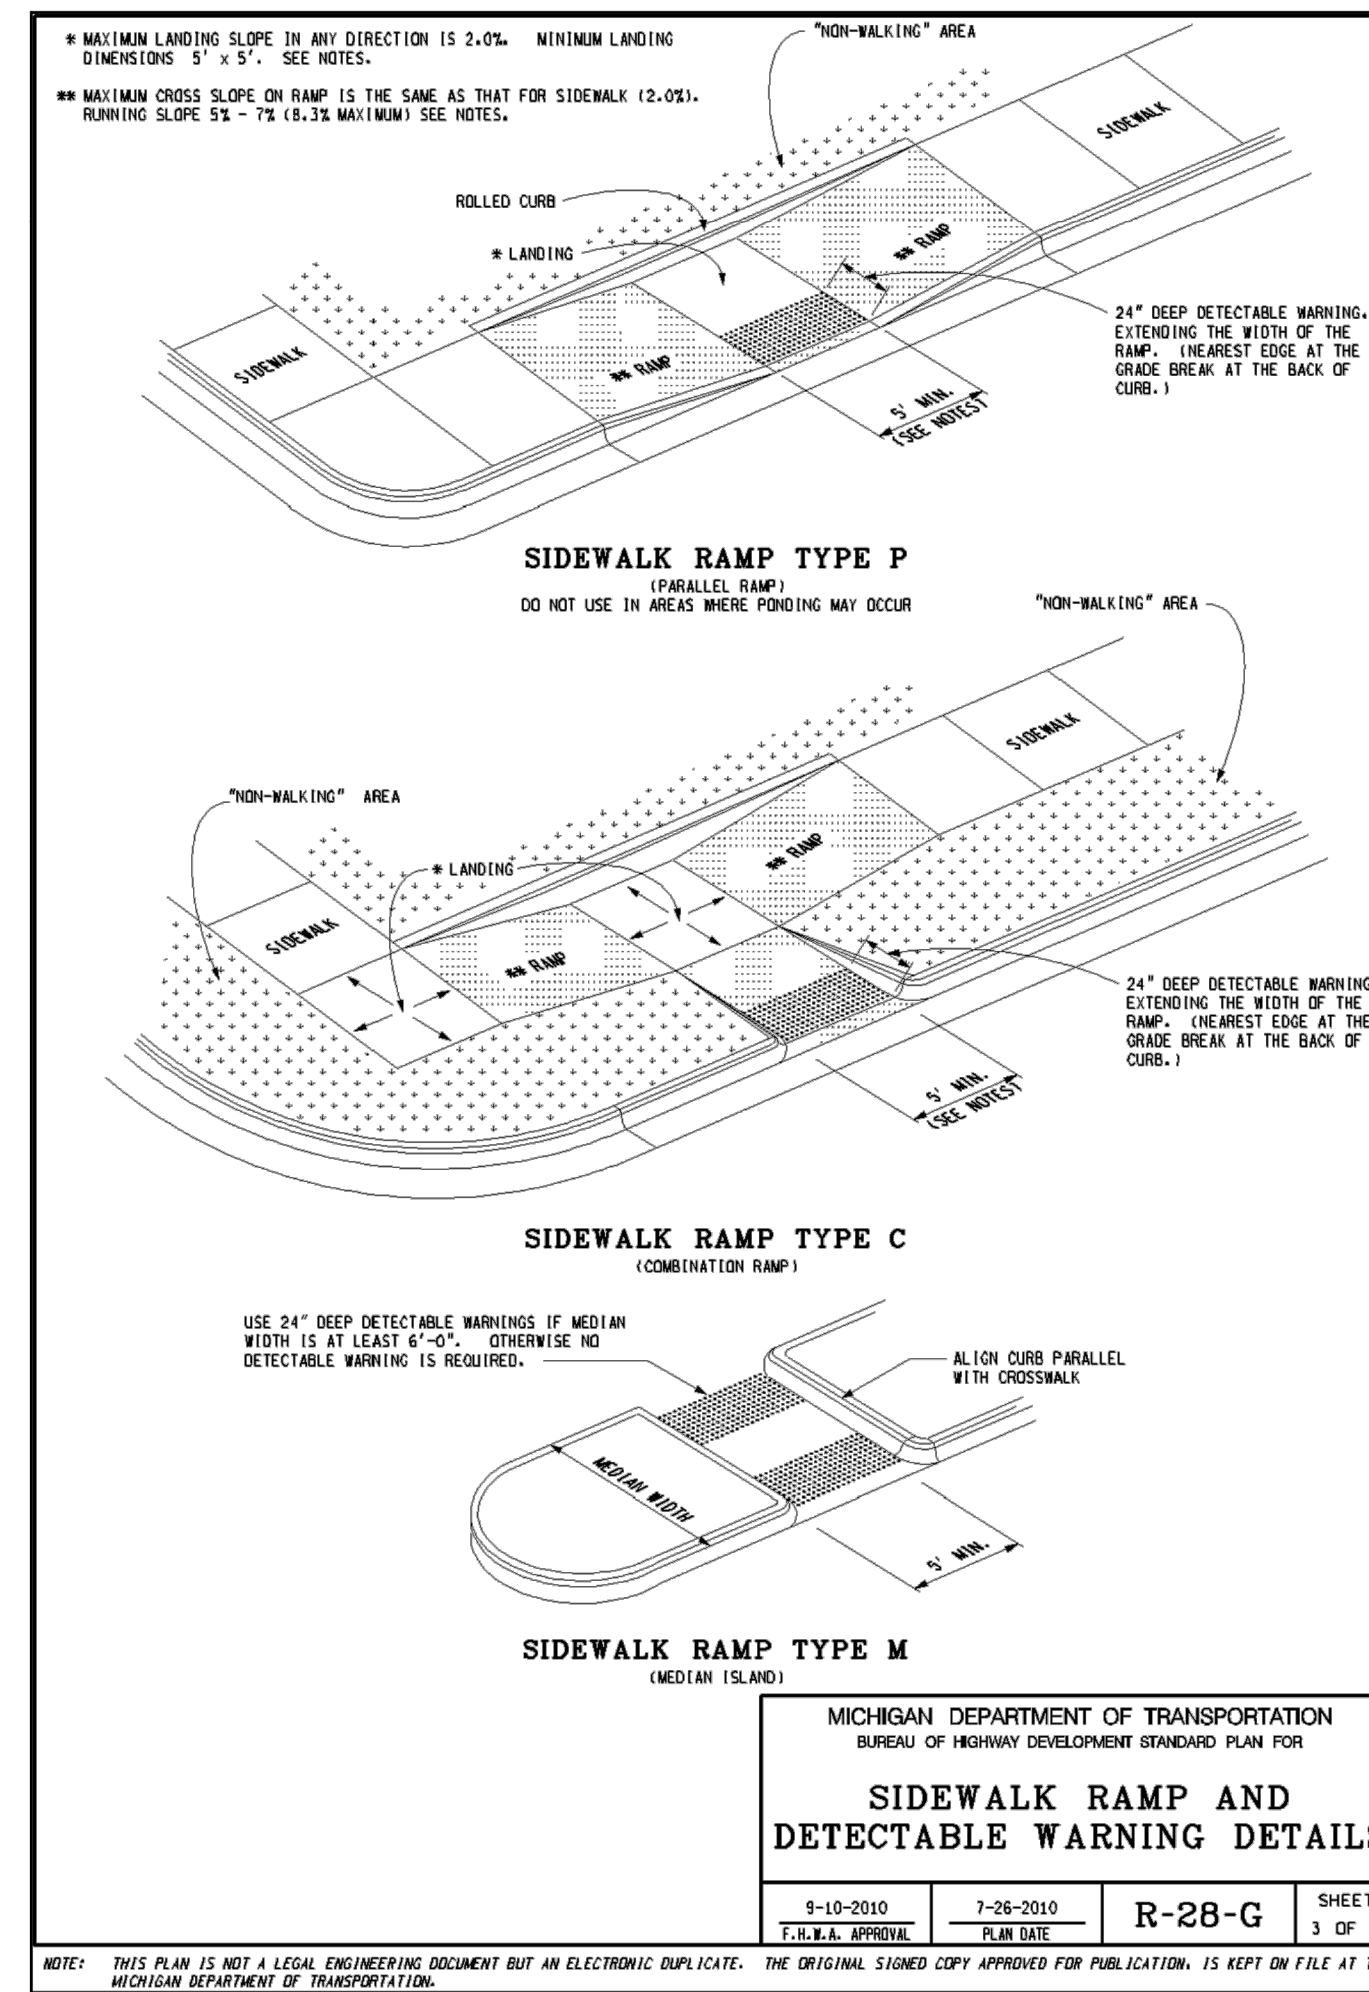 * MAXIMUM LANDING SLOPE IN ANY DIRECTION IS 2.0%. MINIMUM LANDING
DIMENSIONS 5' x 5'. SEE NOTES.
** MAXIMUM CROSS SLOPE ON RAMP IS THE SAME AS THAT FOR SIDEWALK (2.0%).
RUNNING SLOPE 5% - 7% (8.3% MAXIMUM) SEE NOTES.
"NON-WALKING" AREA
SIDEWALK
ROLLED CURB
* LANDING
** RAMP
24" DEEP DETECTABLE WARNING.
EXTENDING THE WIDTH OF THE
RAMP. (NEAREST EDGE AT THE
GRADE BREAK AT THE BACK OF
CURB.)
SIDEWALK
** RAMP
5' MIN.
(SEE NOTES)
SIDEWALK RAMP TYPE P
(PARALLEL RAMP)
DO NOT USE IN AREAS WHERE PONDING MAY OCCUR
"NON-WALKING" AREA
SIDEWALK
"NON-WALKING" AREA
* LANDING
** RAMP
SIDEWALK
** RAMP
24" DEEP DETECTABLE WARNING
EXTENDING THE WIDTH OF THE
RAMP. (NEAREST EDGE AT THE
GRADE BREAK AT THE BACK OF
CURB.)
5' MIN.
(SEE NOTES)
SIDEWALK RAMP TYPE C
(COMBINATION RAMP)
USE 24" DEEP DETECTABLE WARNINGS IF MEDIAN
WIDTH IS AT LEAST 6'-0". OTHERWISE NO
DETECTABLE WARNING IS REQUIRED.
ALIGN CURB PARALLEL
WITH CROSSWALK
MEDIAN WIDTH
5' MIN.
SIDEWALK RAMP TYPE M
(MEDIAN ISLAND)
MICHIGAN DEPARTMENT OF TRANSPORTATION
BUREAU OF HIGHWAY DEVELOPMENT STANDARD PLAN FOR
SIDEWALK RAMP AND
DETECTABLE WARNING DETAILS
9-10-2010
F.H.W.A. APPROVAL
7-26-2010
PLAN DATE
R-28-G
SHEET
3 OF
NOTE: THIS PLAN IS NOT A LEGAL ENGINEERING DOCUMENT BUT AN ELECTRONIC DUPLICATE. THE ORIGINAL SIGNED COPY APPROVED FOR PUBLICATION. IS KEPT ON FILE AT
MICHIGAN DEPARTMENT OF TRANSPORTATION.